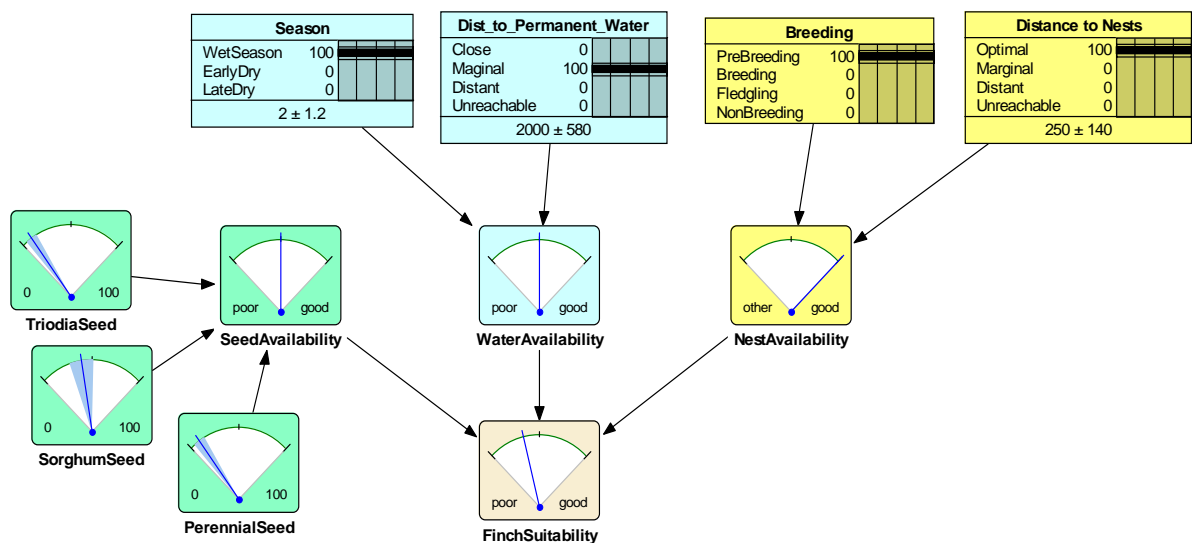 Season
WetSeason 100
EarlyDry 0
LateDry 0
2 ± 1.2
Dist_to_Permanent_Water
Close 0
Maginal 100
Distant 0
Unreachable 0
2000 ± 580
Breeding
PreBreeding 100
Breeding 0
Fledgling 0
NonBreeding 0
Distance to Nests
Optimal 100
Marginal 0
Distant 0
Unreachable 0
250 ± 140
0 100
TriodiaSeed
poor good
SeedAvailability
poor good
WaterAvailability
other good
NestAvailability
0 100
SorghumSeed
0 100
PerennialSeed
poor good
FinchSuitability